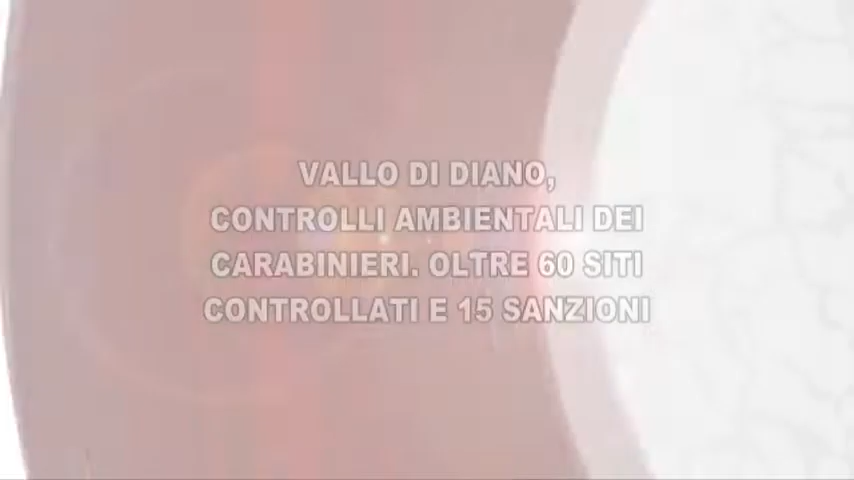 VALLO DI DIANO,
CONTROLLI AMBIENTALI DEI
CARABINIERI. OLTRE 60 SITI
CONTROLLATI E 15 SANZIONI